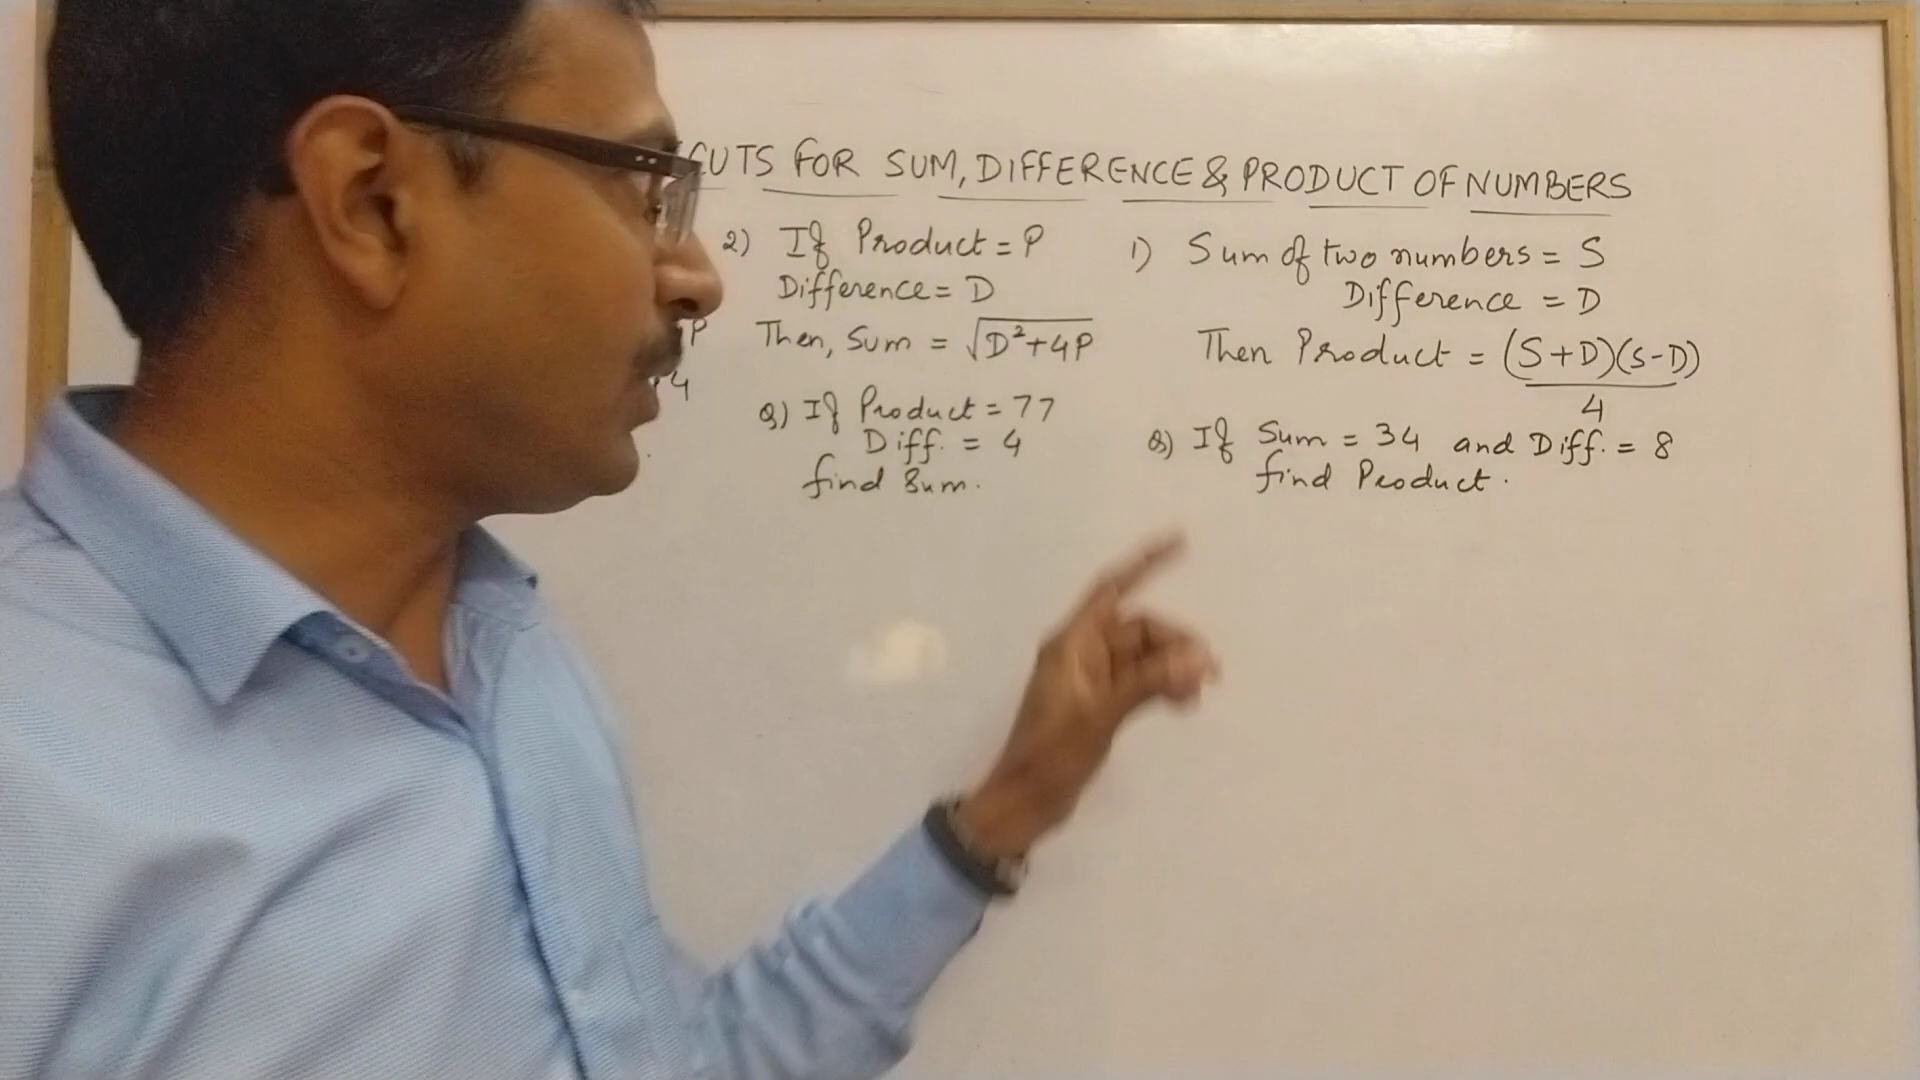 CUTS FOR SUM, DIFFERENCE & PRODUCT OF NUMBERS
1) Sum of two numbers = S
Difference = D
Then Product = (S+D)(S-D)
4
Q) If Sum = 34 and Diff. = 8
find Product.
2) If Product = P
Difference = D
Then, Sum = √D²+4P
Q) If Product = 77
Diff. = 4
find Sum.
P
4